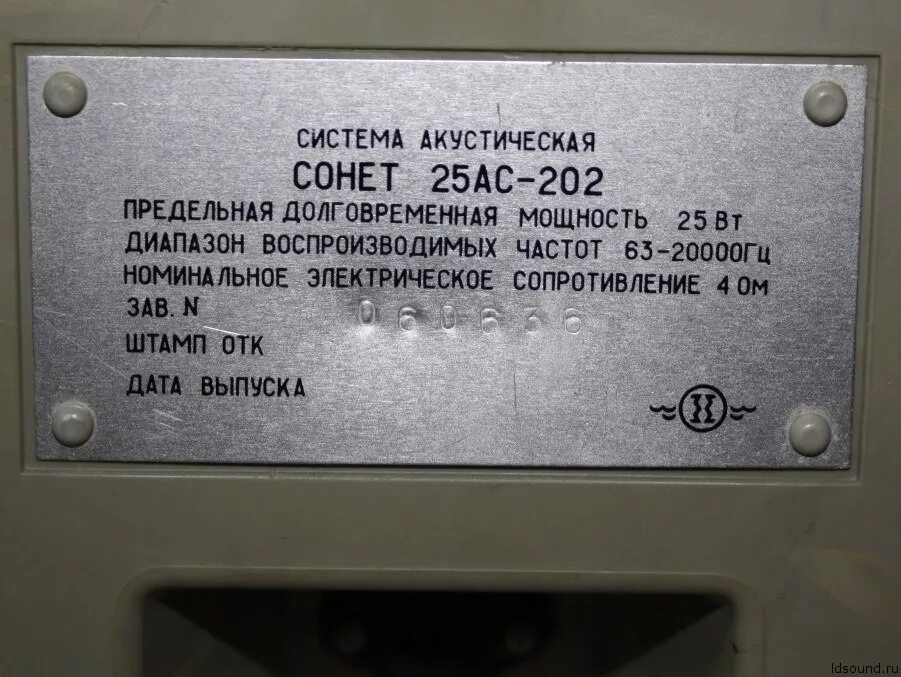 СИСТЕМА АКУСТИЧЕСКАЯ
СОНЕТ 25АС-202
ПРЕДЕЛЬНАЯ ДОЛГОВРЕМЕННАЯ МОЩНОСТЬ 25 Вт
ДИАПАЗОН ВОСПРОИЗВОДИМЫХ ЧАСТОТ 63-20000Гц
НОМИНАЛЬНОЕ ЭЛЕКТРИЧЕСКОЕ СОПРОТИВЛЕНИЕ 4 Ом
ЗАВ. N 060636
ШТАМП ОТК
ДАТА ВЫПУСКА
ldsound.ru